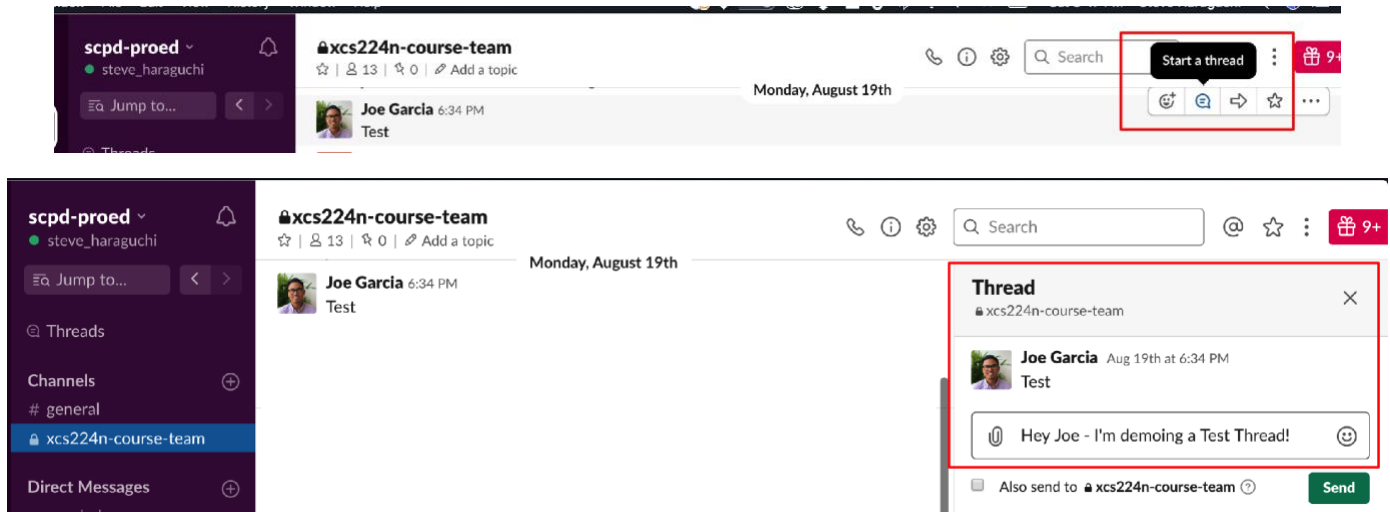 scpd-proed
xcs224n-course-team
steve_haraguchi
13 | 0 | Add a topic
Search
Start a thread
9+
Jump to...
Monday, August 19th
Joe Garcia 6:34 PM
Test
Threads
scpd-proed
xcs224n-course-team
steve_haraguchi
13 | 0 | Add a topic
Search
9+
Jump to...
Monday, August 19th
Joe Garcia 6:34 PM
Test
Threads
Channels
# general
xcs224n-course-team
Direct Messages
Thread
xcs224n-course-team
Joe Garcia Aug 19th at 6:34 PM
Test
Hey Joe - I'm demoing a Test Thread!
Also send to xcs224n-course-team
Send